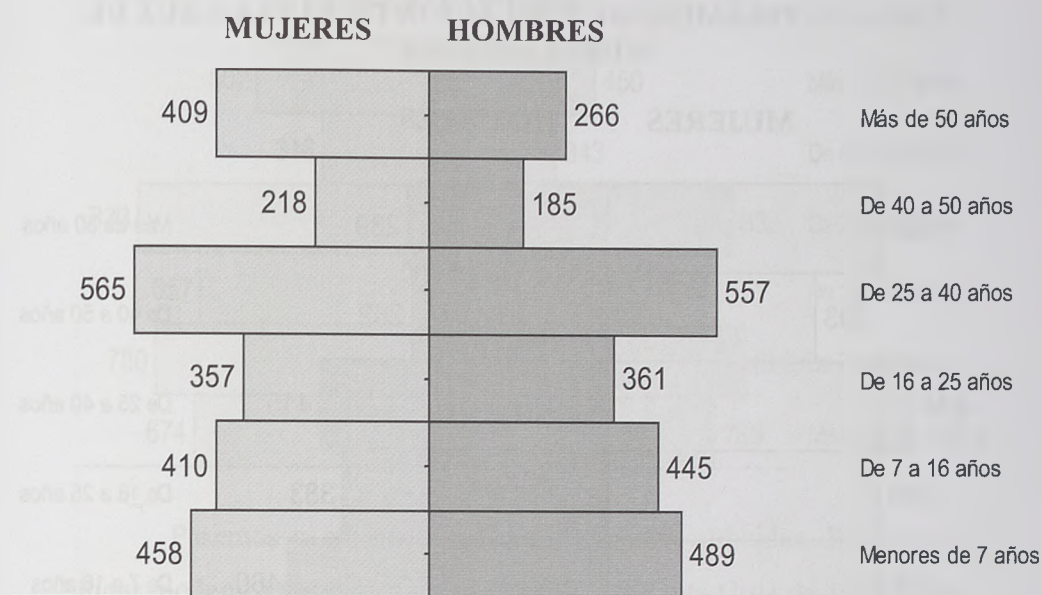 MUJERES HOMBRES
409 266 Más de 50 años
218 185 De 40 a 50 años
565 557 De 25 a 40 años
357 361 De 16 a 25 años
410 445 De 7 a 16 años
458 489 Menores de 7 años